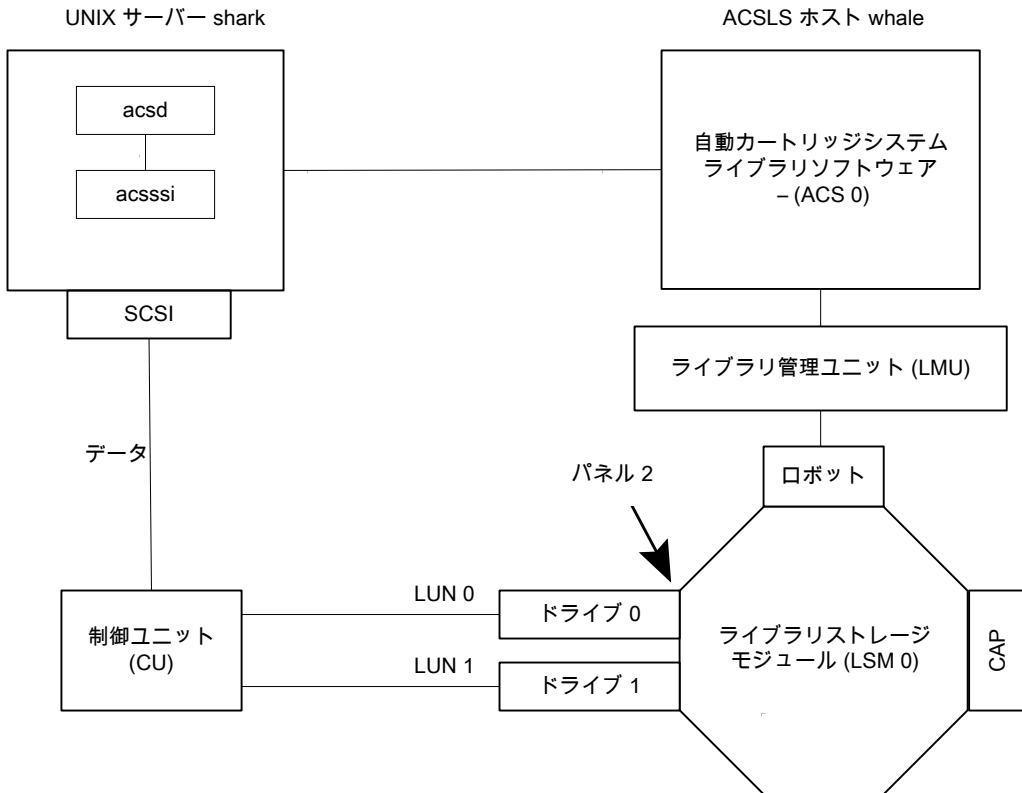 UNIX サーバー shark
ACSLS ホスト whale
acsd
acsssi
自動カートリッジシステム
ライブラリソフトウェア
– (ACS 0)
SCSI
ライブラリ管理ユニット (LMU)
データ
パネル 2
ロボット
LUN 0
ドライブ 0
制御ユニット
(CU)
ライブラリストレージ
モジュール (LSM 0)
CAP
LUN 1
ドライブ 1